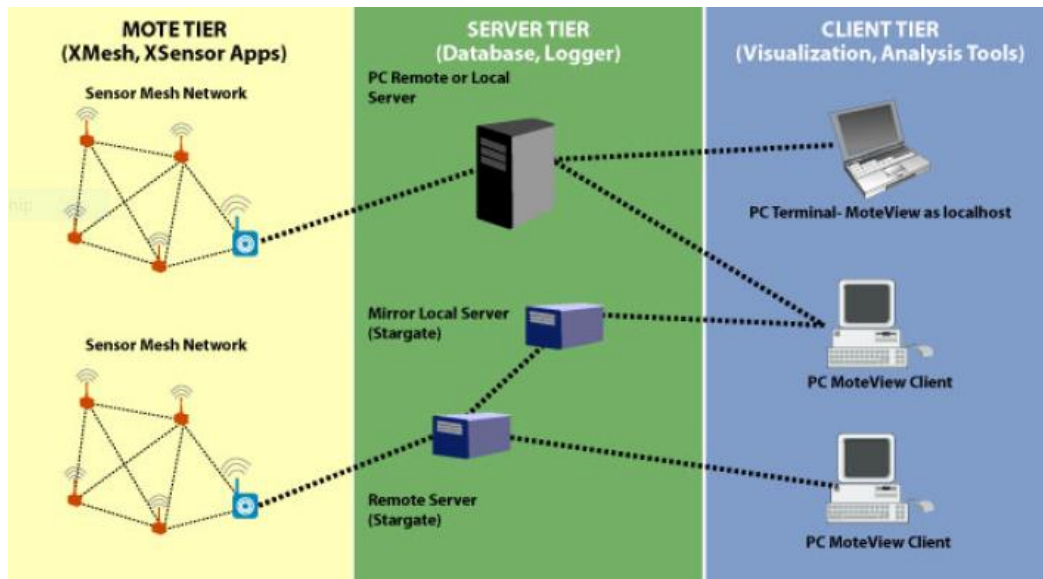 MOTE TIER
(XMesh, XSensor Apps)
Sensor Mesh Network
Sensor Mesh Network
SERVER TIER
(Database, Logger)
PC Remote or Local
Server
Mirror Local Server
(Stargate)
Remote Server
(Stargate)
CLIENT TIER
(Visualization, Analysis Tools)
PC Terminal- MoteView as localhost
PC MoteView Client
PC MoteView Client